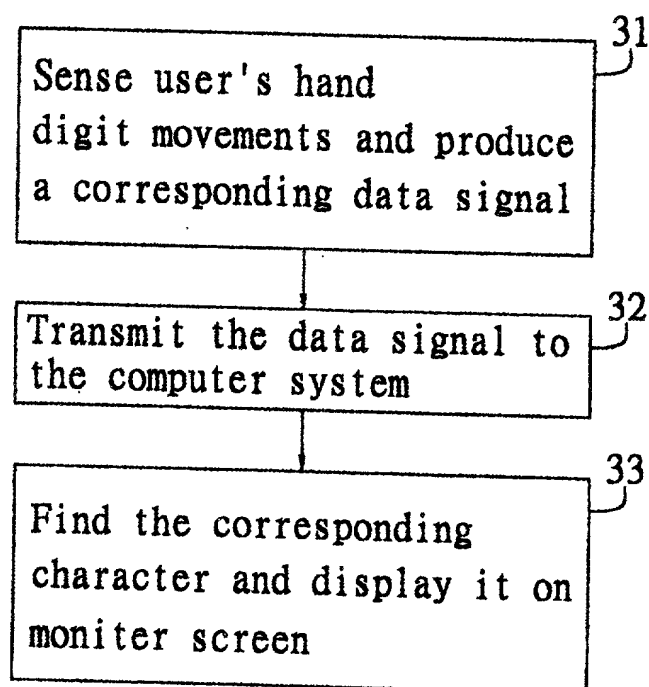 31
Sense user's hand
digit movements and produce
a corresponding data signal
32
Transmit the data signal to
the computer system
33
Find the corresponding
character and display it on
moniter screen